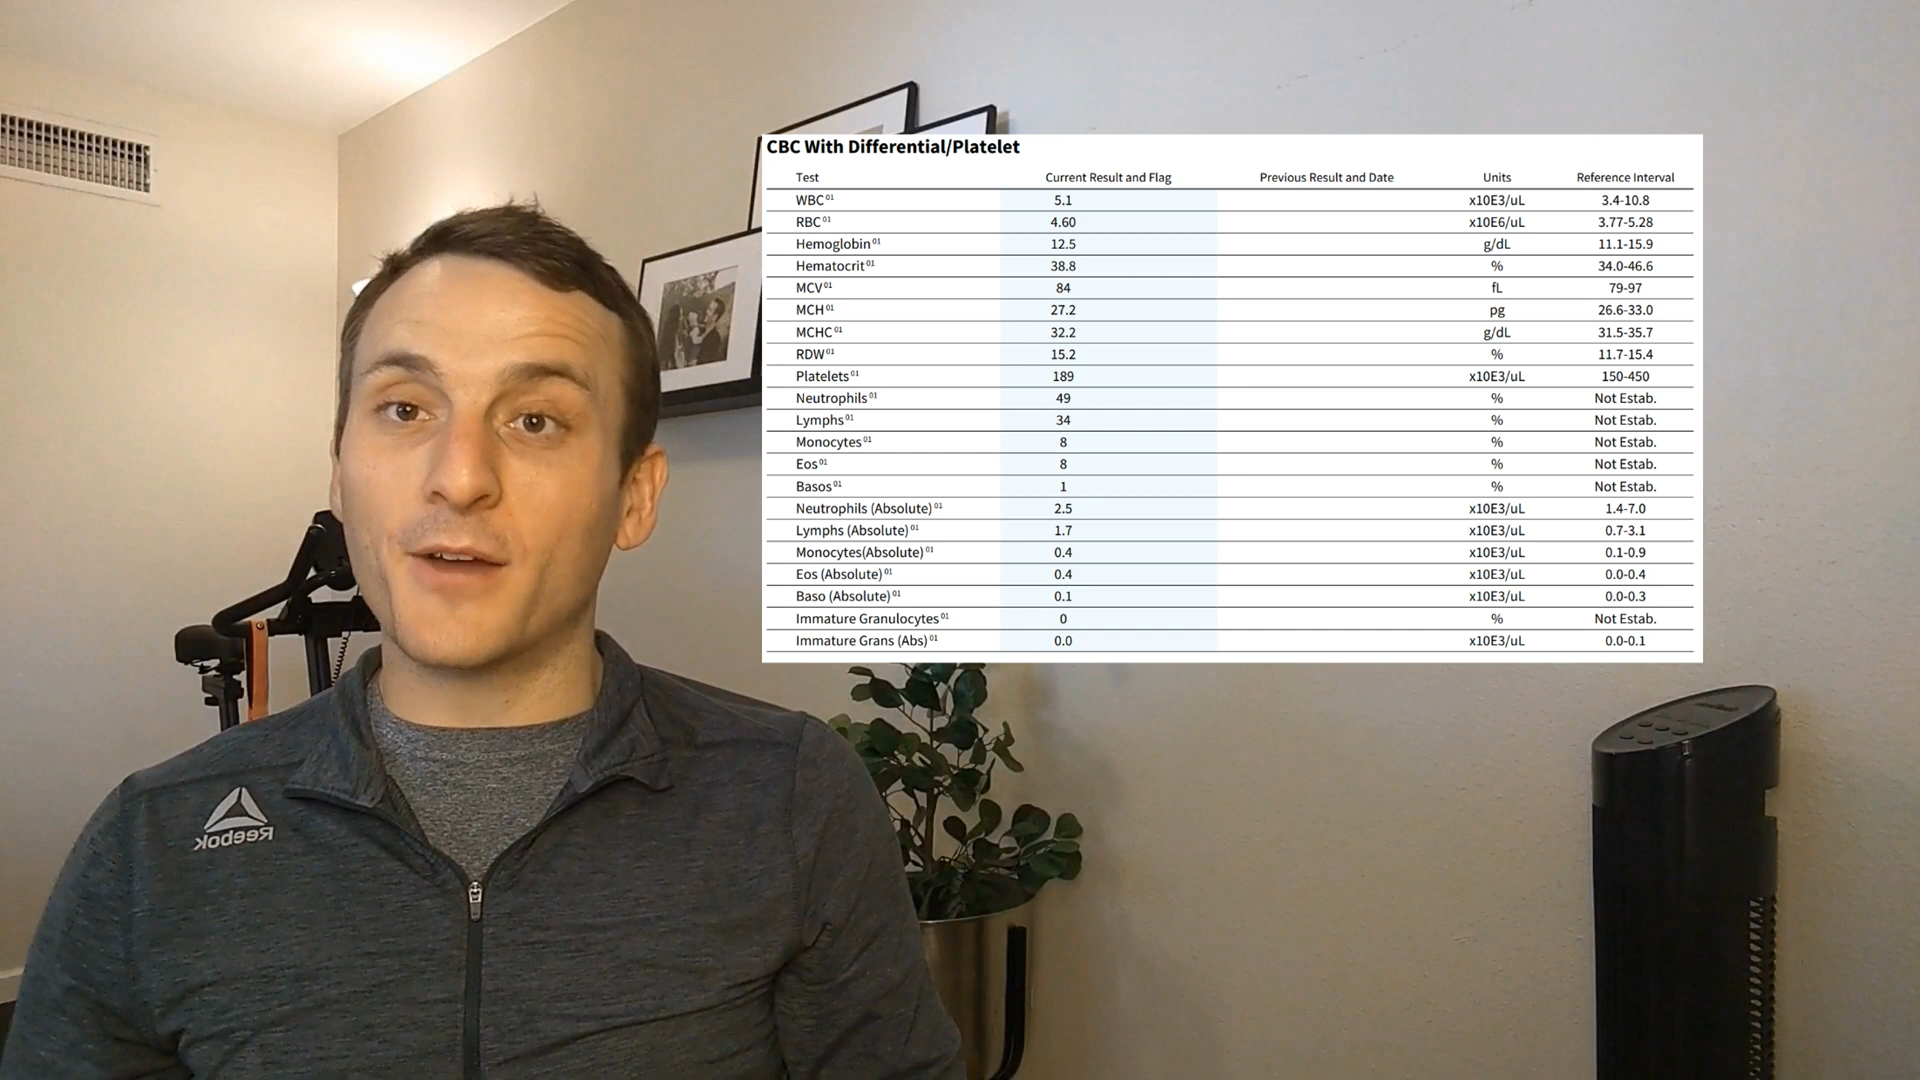 CBC With Differential/Platelet
Test Current Result and Flag Previous Result and Date Units Reference Interval
WBC 01 5.1 x10E3/uL 3.4-10.8
RBC 01 4.60 x10E6/uL 3.77-5.28
Hemoglobin 01 12.5 g/dL 11.1-15.9
Hematocrit 01 38.8 % 34.0-46.6
MCV 01 84 fL 79-97
MCH 01 27.2 pg 26.6-33.0
MCHC 01 32.2 g/dL 31.5-35.7
RDW 01 15.2 % 11.7-15.4
Platelets 01 189 x10E3/uL 150-450
Neutrophils 01 49 % Not Estab.
Lymphs 01 34 % Not Estab.
Monocytes 01 8 % Not Estab.
Eos 01 8 % Not Estab.
Basos 01 1 % Not Estab.
Neutrophils (Absolute) 01 2.5 x10E3/uL 1.4-7.0
Lymphs (Absolute) 01 1.7 x10E3/uL 0.7-3.1
Monocytes(Absolute) 01 0.4 x10E3/uL 0.1-0.9
Eos (Absolute) 01 0.4 x10E3/uL 0.0-0.4
Baso (Absolute) 01 0.1 x10E3/uL 0.0-0.3
Immature Granulocytes 01 0 % Not Estab.
Immature Grans (Abs) 01 0.0 x10E3/uL 0.0-0.1
Reebok